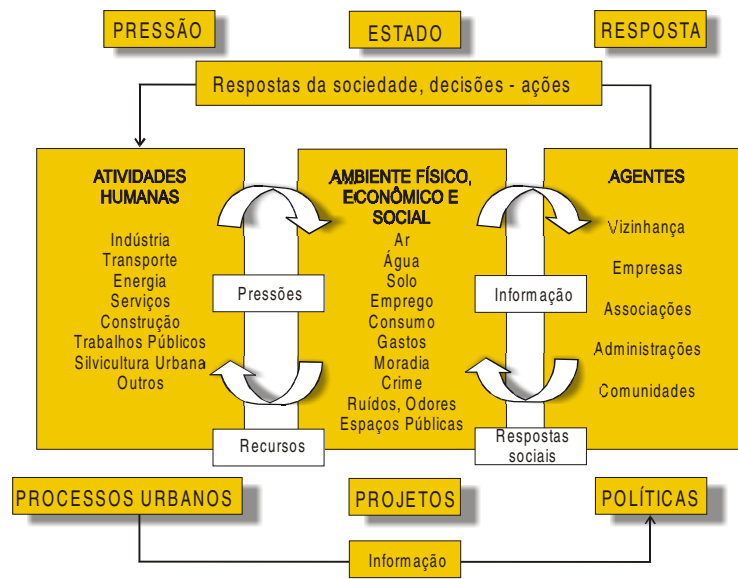 PRESSÃO
ESTADO
RESPOSTA
Respostas da sociedade, decisões - ações
ATIVIDADES
HUMANAS
Indústria
Transporte
Energia
Serviços
Construção
Trabalhos Públicos
Silvicultura Urbana
Outros
Pressões
Recursos
AMBIENTE FÍSICO,
ECONÔMICO E
SOCIAL
Ar
Água
Solo
Emprego
Consumo
Gastos
Moradia
Crime
Ruídos, Odores
Espaços Públicas
Informação
Respostas
sociais
AGENTES
Vizinhança
Empresas
Associações
Administrações
Comunidades
PROCESSOS URBANOS
PROJETOS
POLÍTICAS
Informação